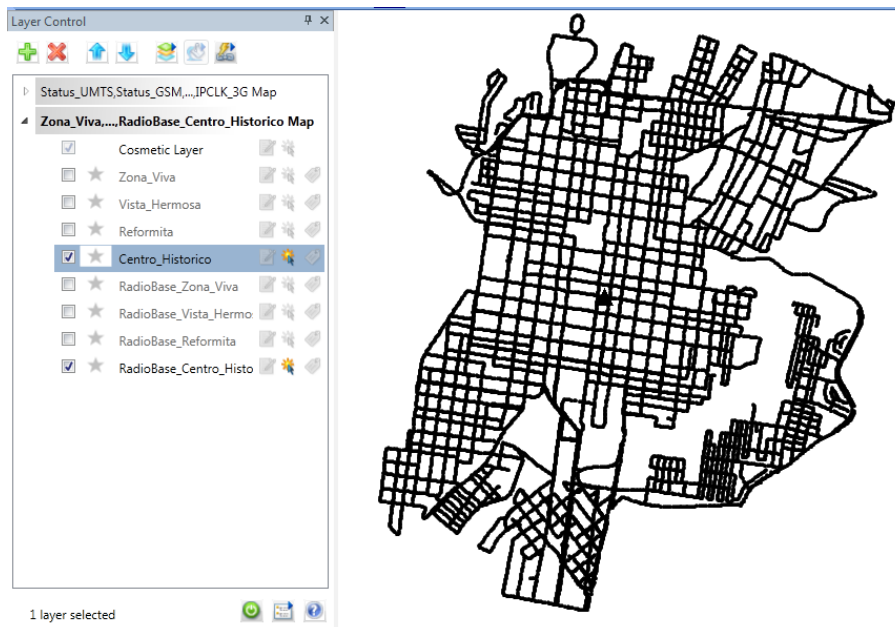 Layer Control
Status_UMTS,Status_GSM,...,IPCLK_3G Map
Zona_Viva,...,RadioBase_Centro_Historico Map
Cosmetic Layer
Zona_Viva
Vista_Hermosa
Reformita
Centro_Historico
RadioBase_Zona_Viva
RadioBase_Vista_Hermo
RadioBase_Reformita
RadioBase_Centro_Histo
1 layer selected